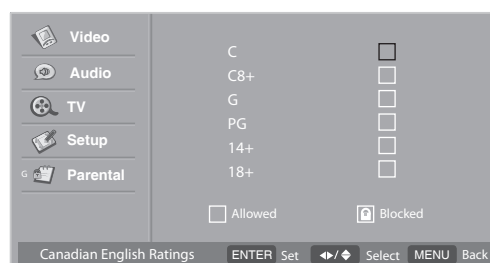 Video
Audio
TV
Setup
G Parental
C
C8+
G
PG
14+
18+
Allowed Blocked
Canadian English Ratings ENTER Set ◄►/◆ Select MENU Back